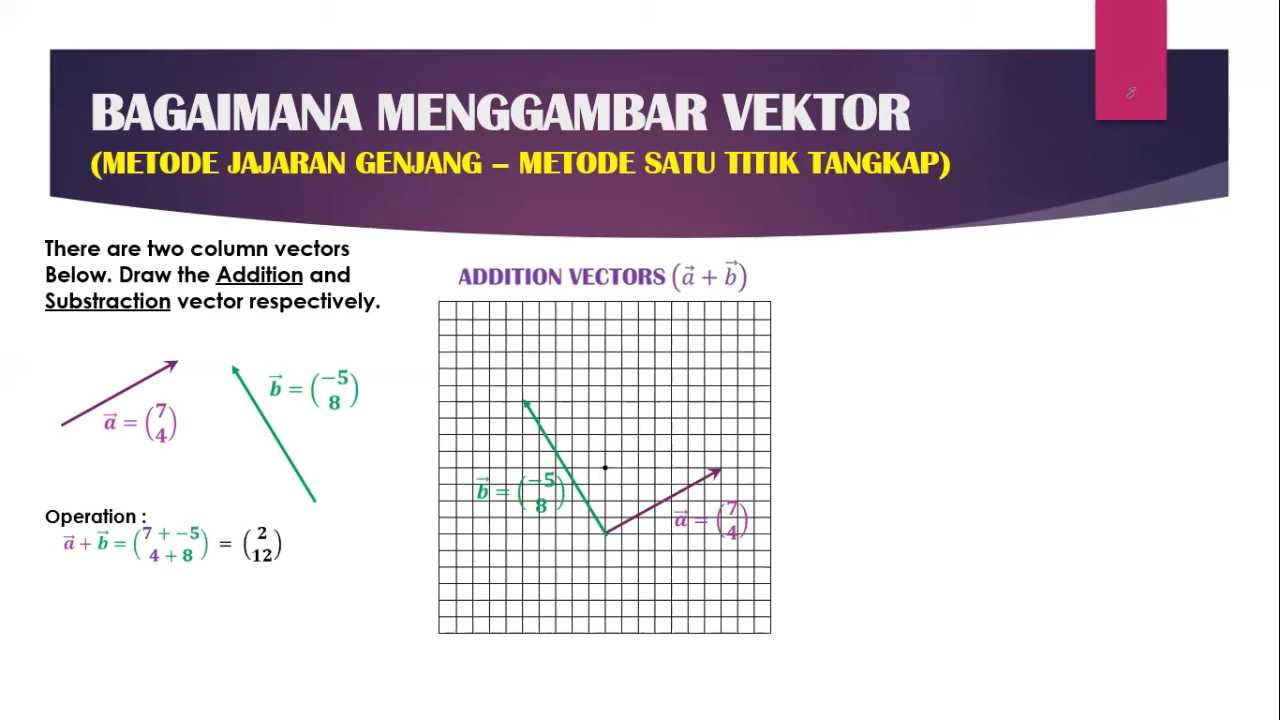 8
BAGAIMANA MENGGAMBAR VEKTOR
(METODE JAJARAN GENJANG – METODE SATU TITIK TANGKAP)
There are two column vectors
Below. Draw the Addition and
Substraction vector respectively.
a⃗ = (7
4)
b⃗ = (−5
8)
Operation :
a⃗ + b⃗ = (7 + −5
4 + 8) = (2
12)
ADDITION VECTORS (a⃗ + b⃗)
b⃗ = (−5
8)
a⃗ = (7
4)